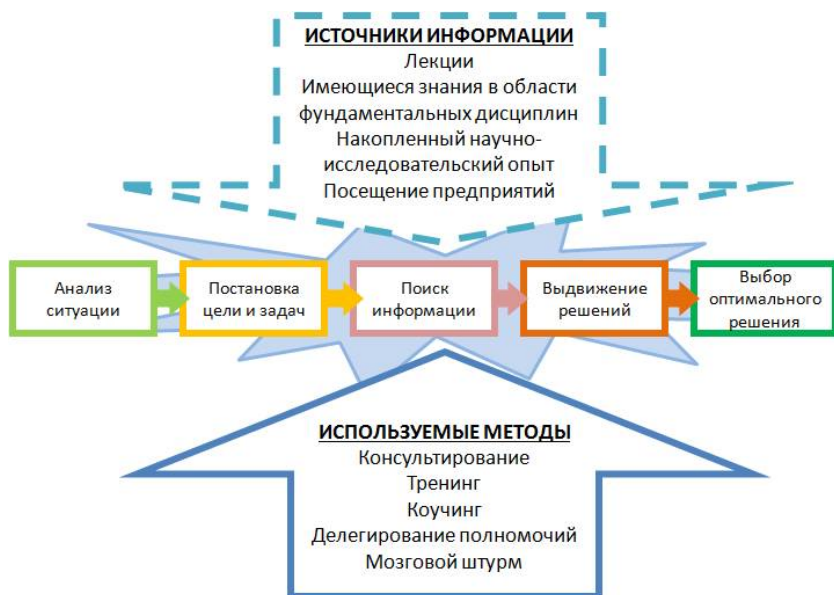 ИСТОЧНИКИ ИНФОРМАЦИИ
Лекции
Имеющиеся знания в области
фундаментальных дисциплин
Накопленный научно-
исследовательский опыт
Посещение предприятий
Анализ
ситуации
Постановка
цели и задач
Поиск
информации
Выдвижение
решений
Выбор
оптимального
решения
ИСПОЛЬЗУЕМЫЕ МЕТОДЫ
Консультирование
Тренинг
Коучинг
Делегирование полномочий
Мозговой штурм